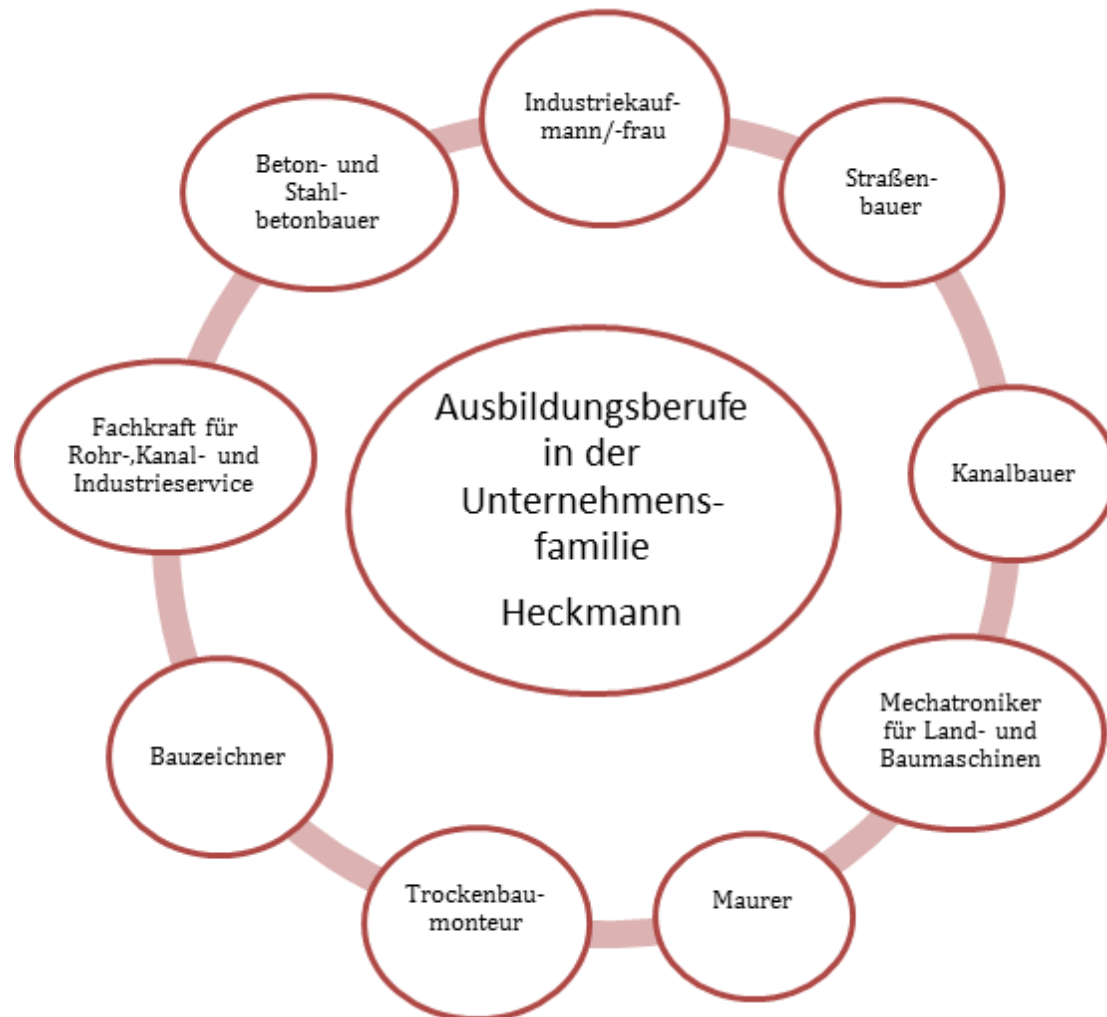 Industriekauf-
mann/-frau
Straßen-
bauer
Kanalbauer
Mechatroniker
für Land- und
Baumaschinen
Maurer
Trockenbau-
monteur
Bauzeichner
Fachkraft für
Rohr-,Kanal- und
Industrieservice
Beton- und
Stahl-
betonbauer
Ausbildungsberufe
in der
Unternehmens-
familie
Heckmann